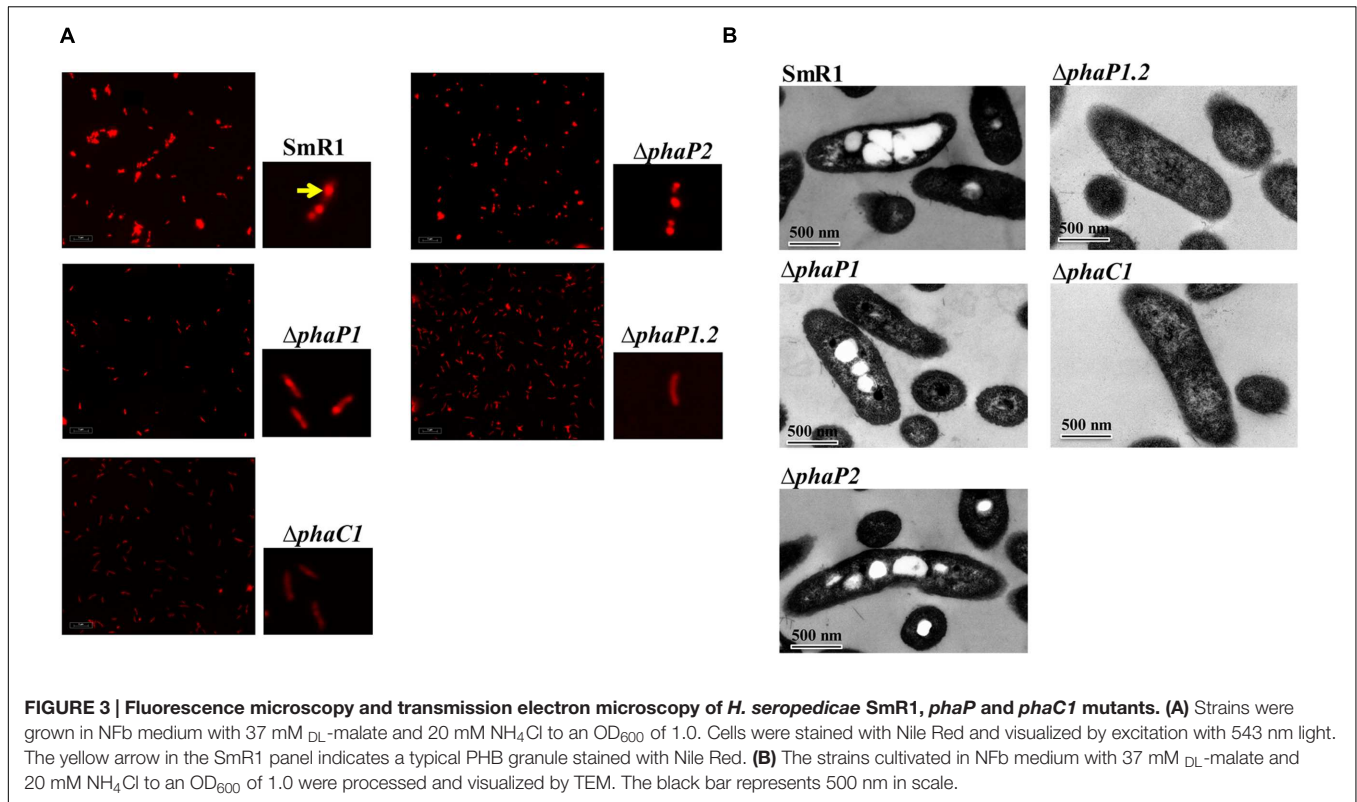 A
B
SmR1
ΔphaP2
ΔphaP1
ΔphaP1.2
ΔphaC1
SmR1
500 nm
ΔphaP1.2
500 nm
ΔphaP1
500 nm
ΔphaC1
500 nm
ΔphaP2
500 nm
FIGURE 3 | Fluorescence microscopy and transmission electron microscopy of H. seropedicae SmR1, phaP and phaC1 mutants. (A) Strains were
grown in NFb medium with 37 mM DL-malate and 20 mM NH4Cl to an OD600 of 1.0. Cells were stained with Nile Red and visualized by excitation with 543 nm light.
The yellow arrow in the SmR1 panel indicates a typical PHB granule stained with Nile Red. (B) The strains cultivated in NFb medium with 37 mM DL-malate and
20 mM NH4Cl to an OD600 of 1.0 were processed and visualized by TEM. The black bar represents 500 nm in scale.